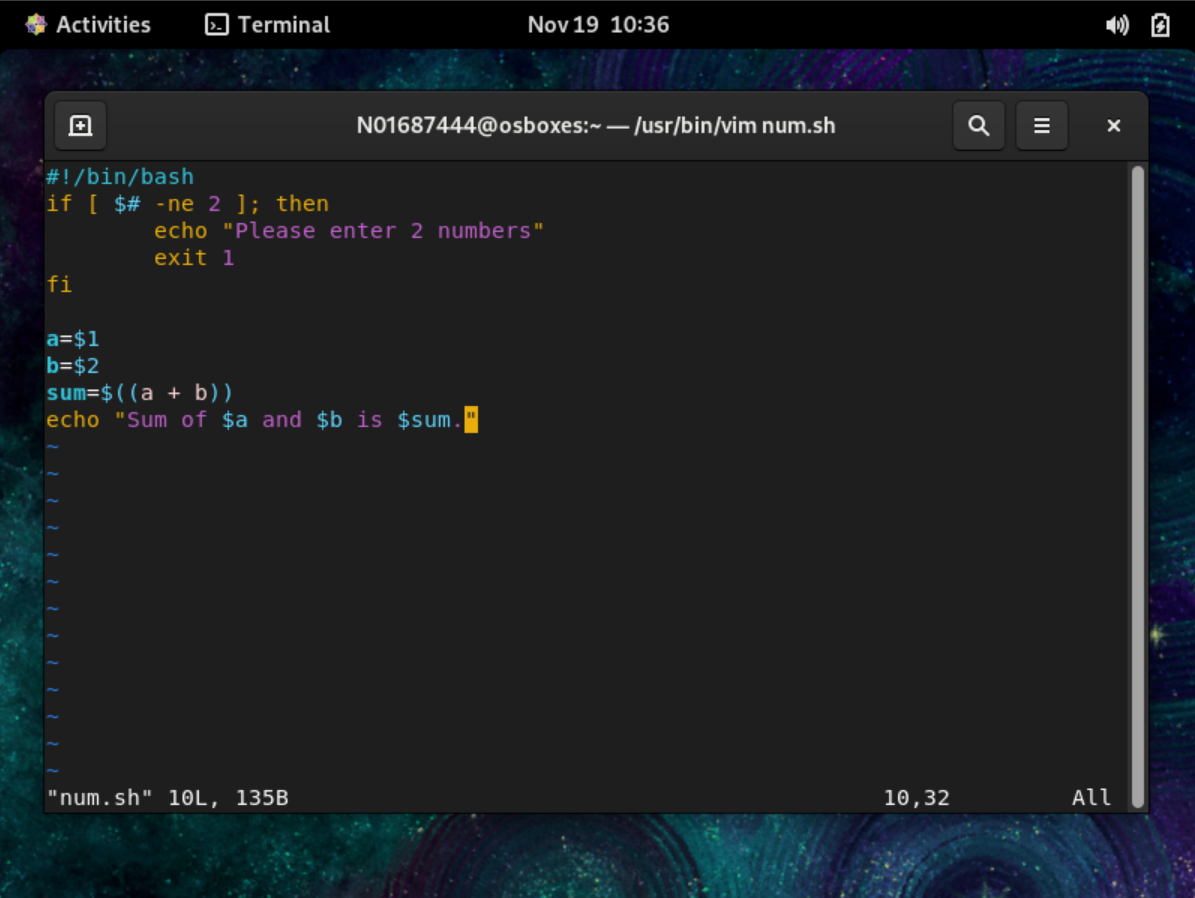 Activities Terminal Nov 19 10:36
N01687444@osboxes:~ — /usr/bin/vim num.sh
#!/bin/bash
if [ $# -ne 2 ]; then
        echo "Please enter 2 numbers"
        exit 1
fi

a=$1
b=$2
sum=$((a + b))
echo "Sum of $a and $b is $sum."
~
~
~
~
~
~
~
~
~
~
~
~
~
"num.sh" 10L, 135B 10,32 All